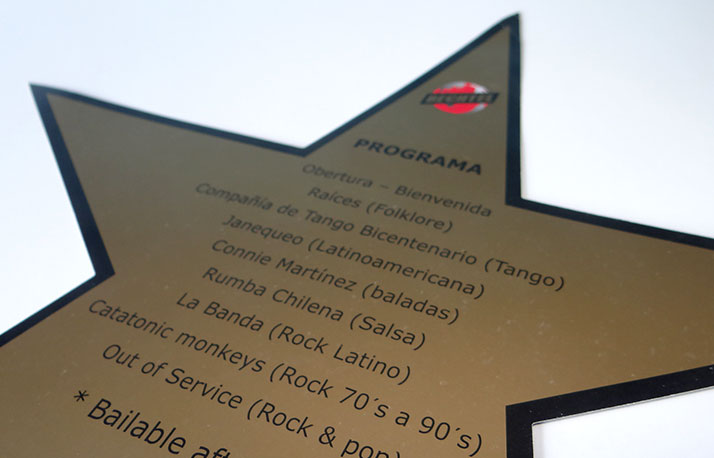 BECHTEL
PROGRAMA
Obertura – Bienvenida
Raíces (Folklore)
Compañía de Tango Bicentenario (Tango)
Janequeo (Latinoamericana)
Connie Martínez (baladas)
Rumba Chilena (Salsa)
La Banda (Rock Latino)
Catatonic monkeys (Rock 70´s a 90´s)
Out of Service (Rock & pop)
* Bailable